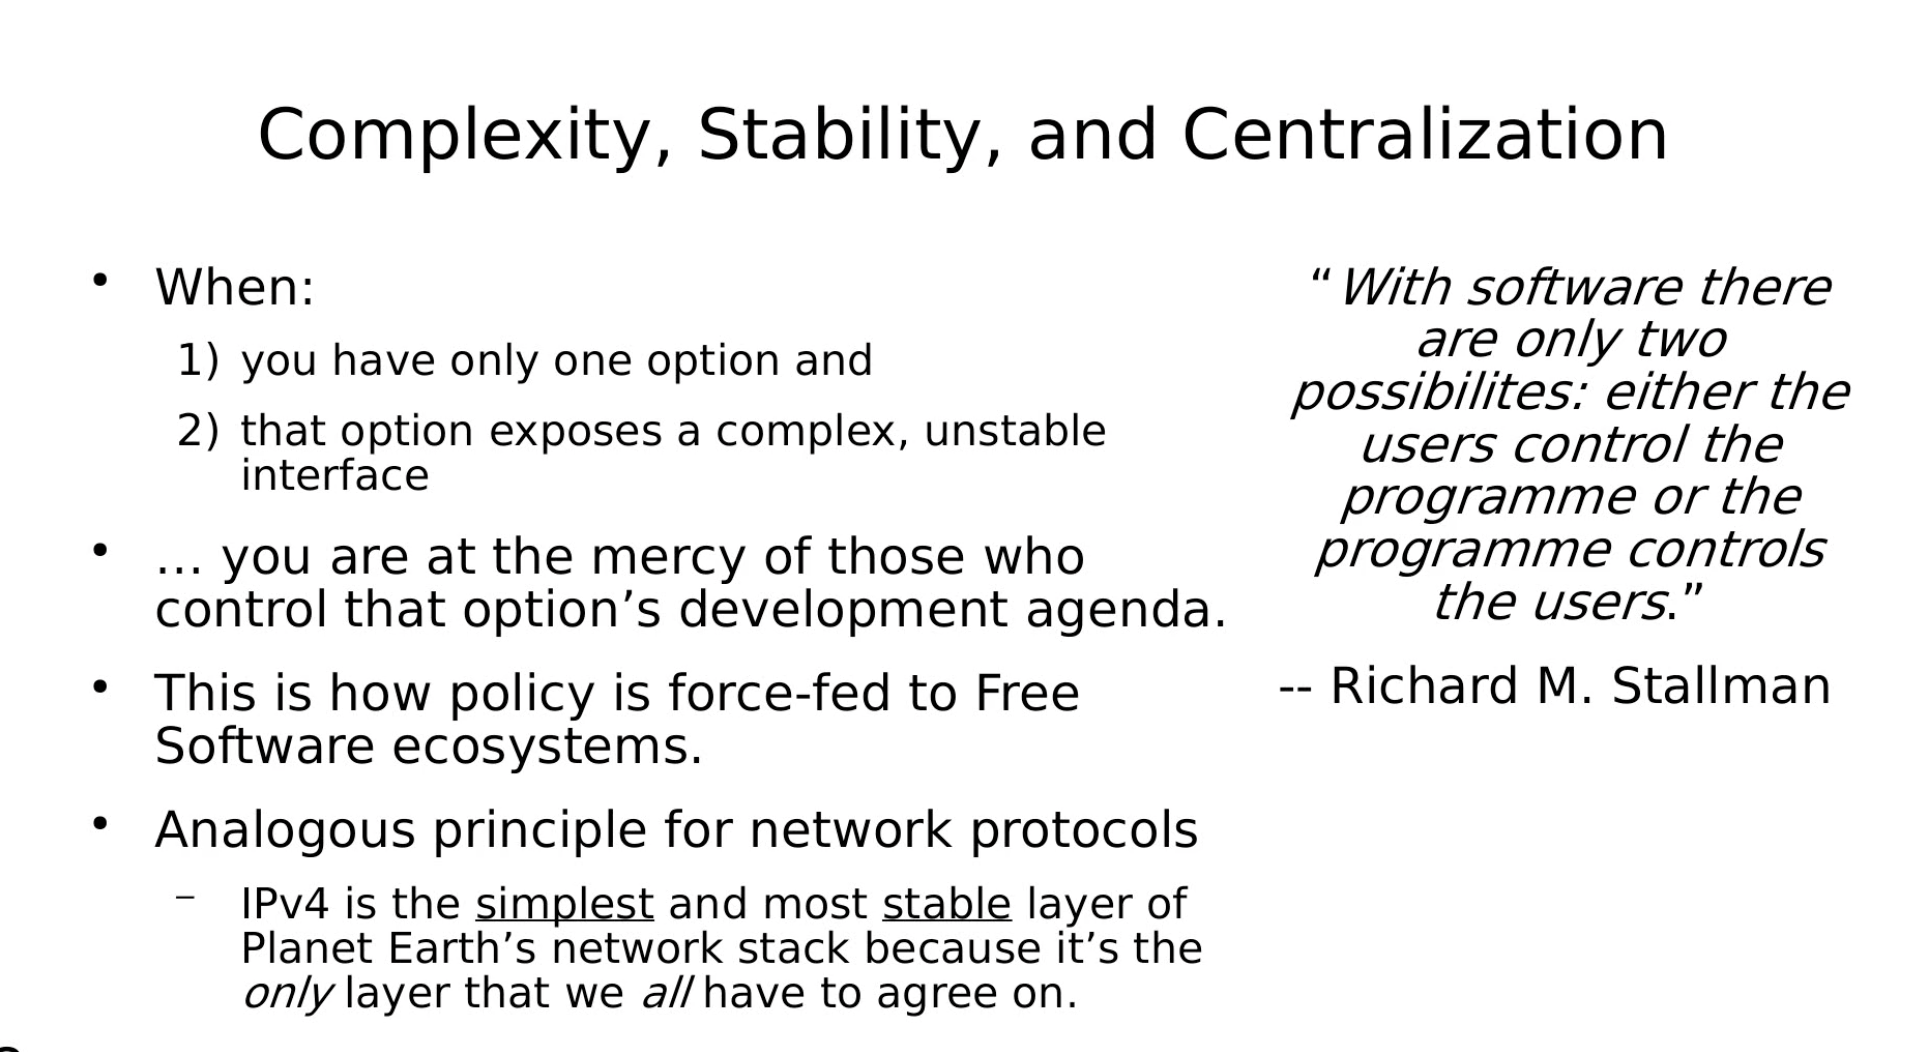 Complexity, Stability, and Centralization
• When:
1) you have only one option and
2) that option exposes a complex, unstable
interface
• … you are at the mercy of those who
control that option’s development agenda.
• This is how policy is force-fed to Free
Software ecosystems.
• Analogous principle for network protocols
– IPv4 is the simplest and most stable layer of
Planet Earth’s network stack because it’s the
only layer that we all have to agree on.
“With software there
are only two
possibilites: either the
users control the
programme or the
programme controls
the users.”
-- Richard M. Stallman